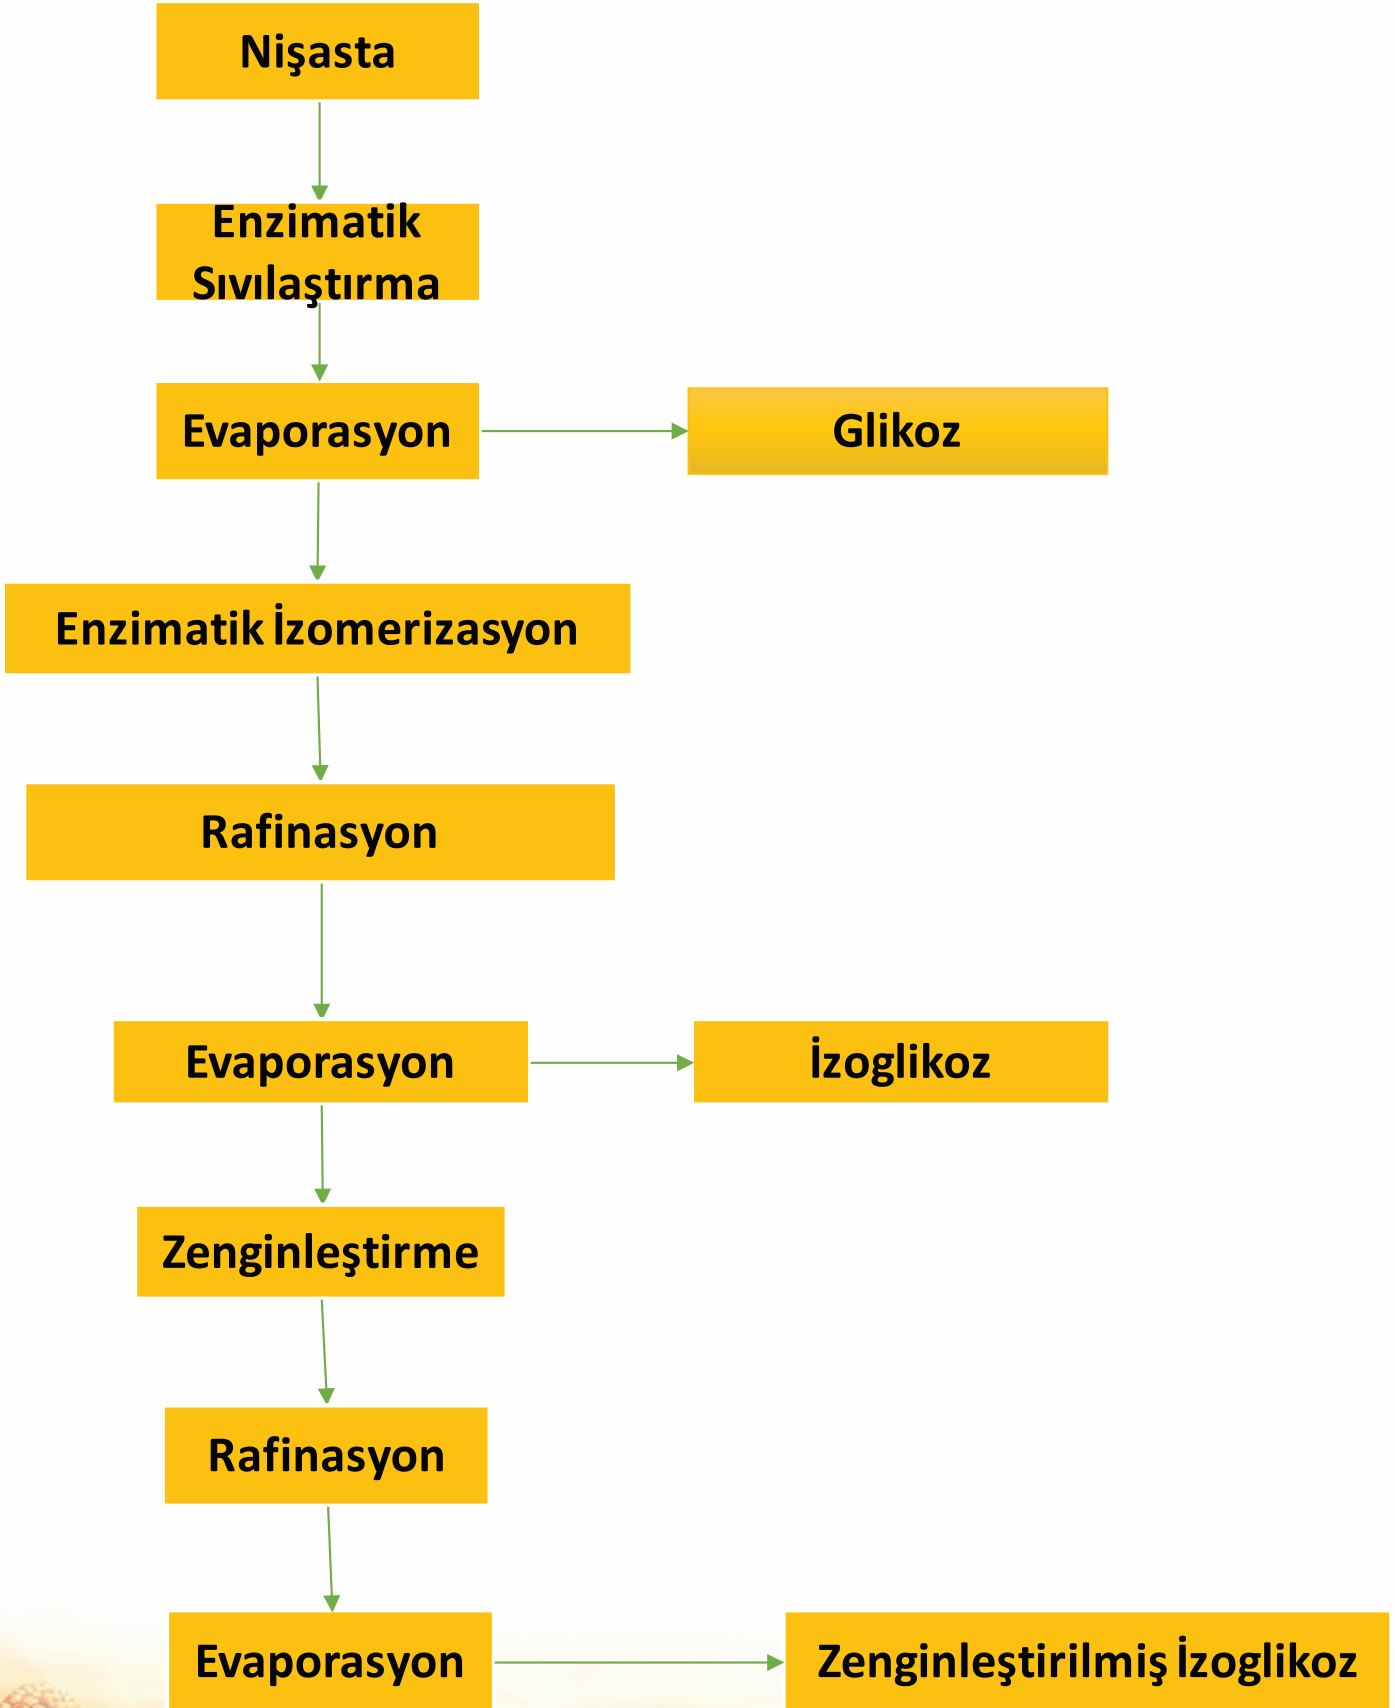 Nişasta
Enzimatik
Sıvılaştırma
Evaporasyon
Glikoz
Enzimatik İzomerizasyon
Rafinasyon
Evaporasyon
İzoglikoz
Zenginleştirme
Rafinasyon
Evaporasyon
Zenginleştirilmiş İzoglikoz